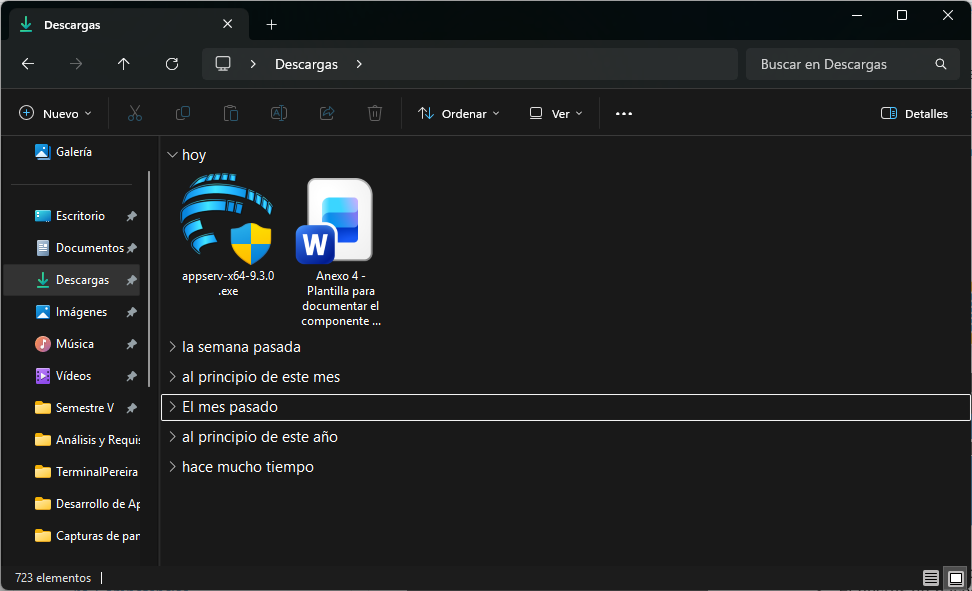 Descargas
Descargas
Buscar en Descargas
Nuevo
Ordenar
Ver
Detalles
Galería
Escritorio
Documentos
Descargas
Imágenes
Música
Vídeos
Semestre V
Análisis y Requis
TerminalPereira
Desarrollo de Ap
Capturas de pan
hoy
appserv-x64-9.3.0
.exe
W
Anexo 4 -
Plantilla para
documentar el
componente ...
la semana pasada
al principio de este mes
El mes pasado
al principio de este año
hace mucho tiempo
723 elementos